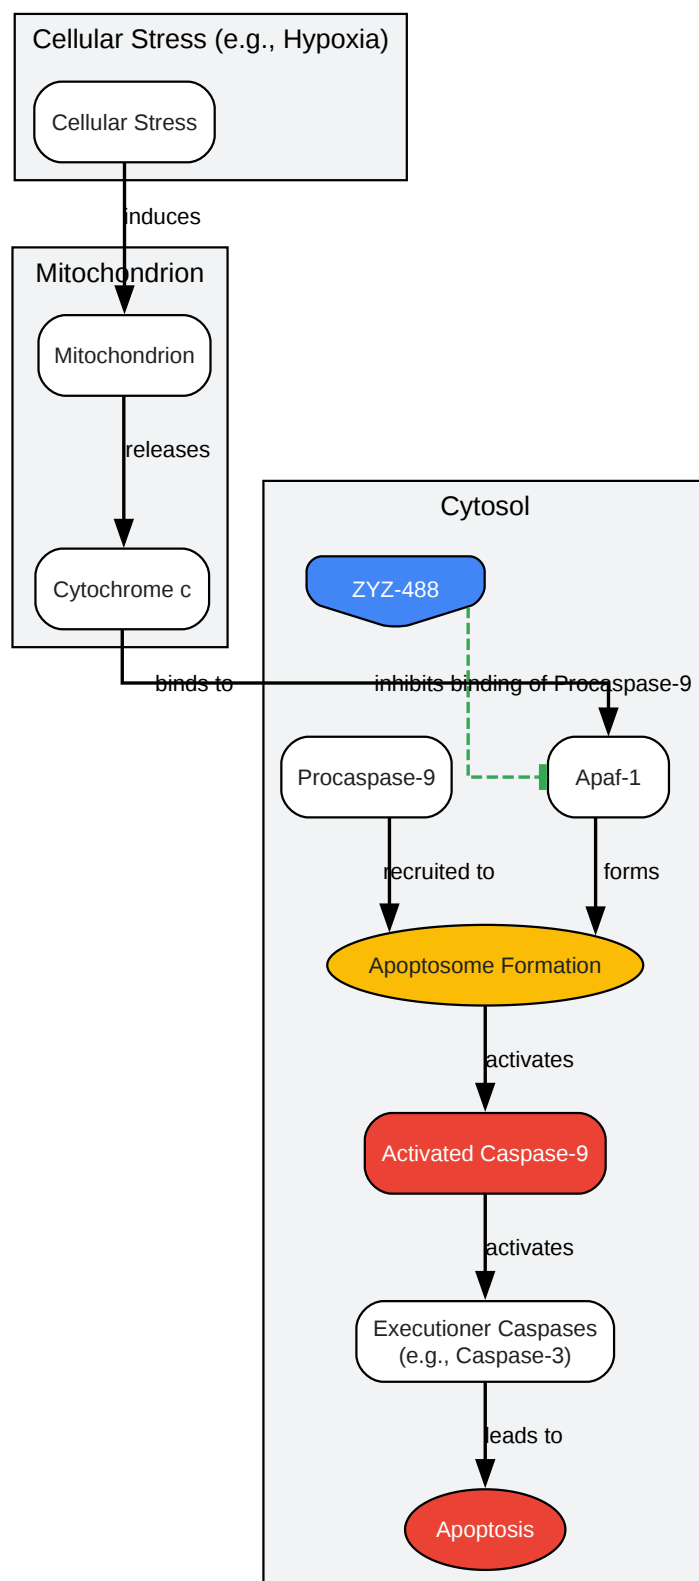 Cellular Stress (e.g., Hypoxia)
Cellular Stress
induces
Mitochondrion
Mitochondrion
releases
Cytochrome c
Cytosol
ZYZ-488
binds to
inhibits binding of Procaspase-9
Procaspase-9
Apaf-1
recruited to
forms
Apoptosome Formation
activates
Activated Caspase-9
activates
Executioner Caspases
(e.g., Caspase-3)
leads to
Apoptosis